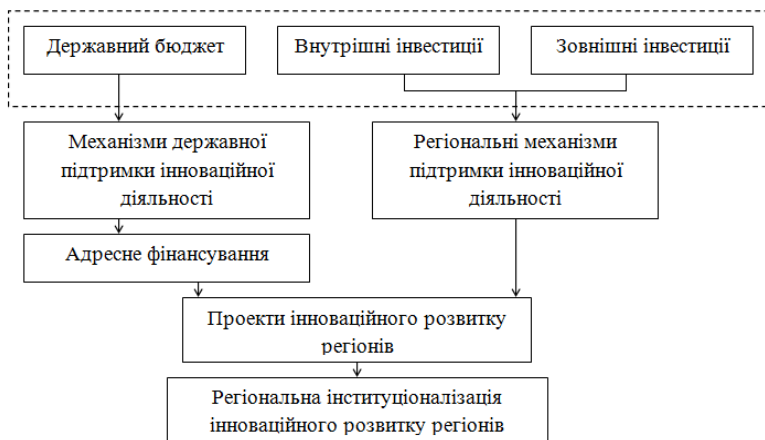 Державний бюджет
Внутрішні інвестиції
Зовнішні інвестиції
Механізми державної
підтримки інноваційної
діяльності
Регіональні механізми
підтримки інноваційної
діяльності
Адресне фінансування
Проекти інноваційного розвитку
регіонів
Регіональна інституціоналізація
інноваційного розвитку регіонів